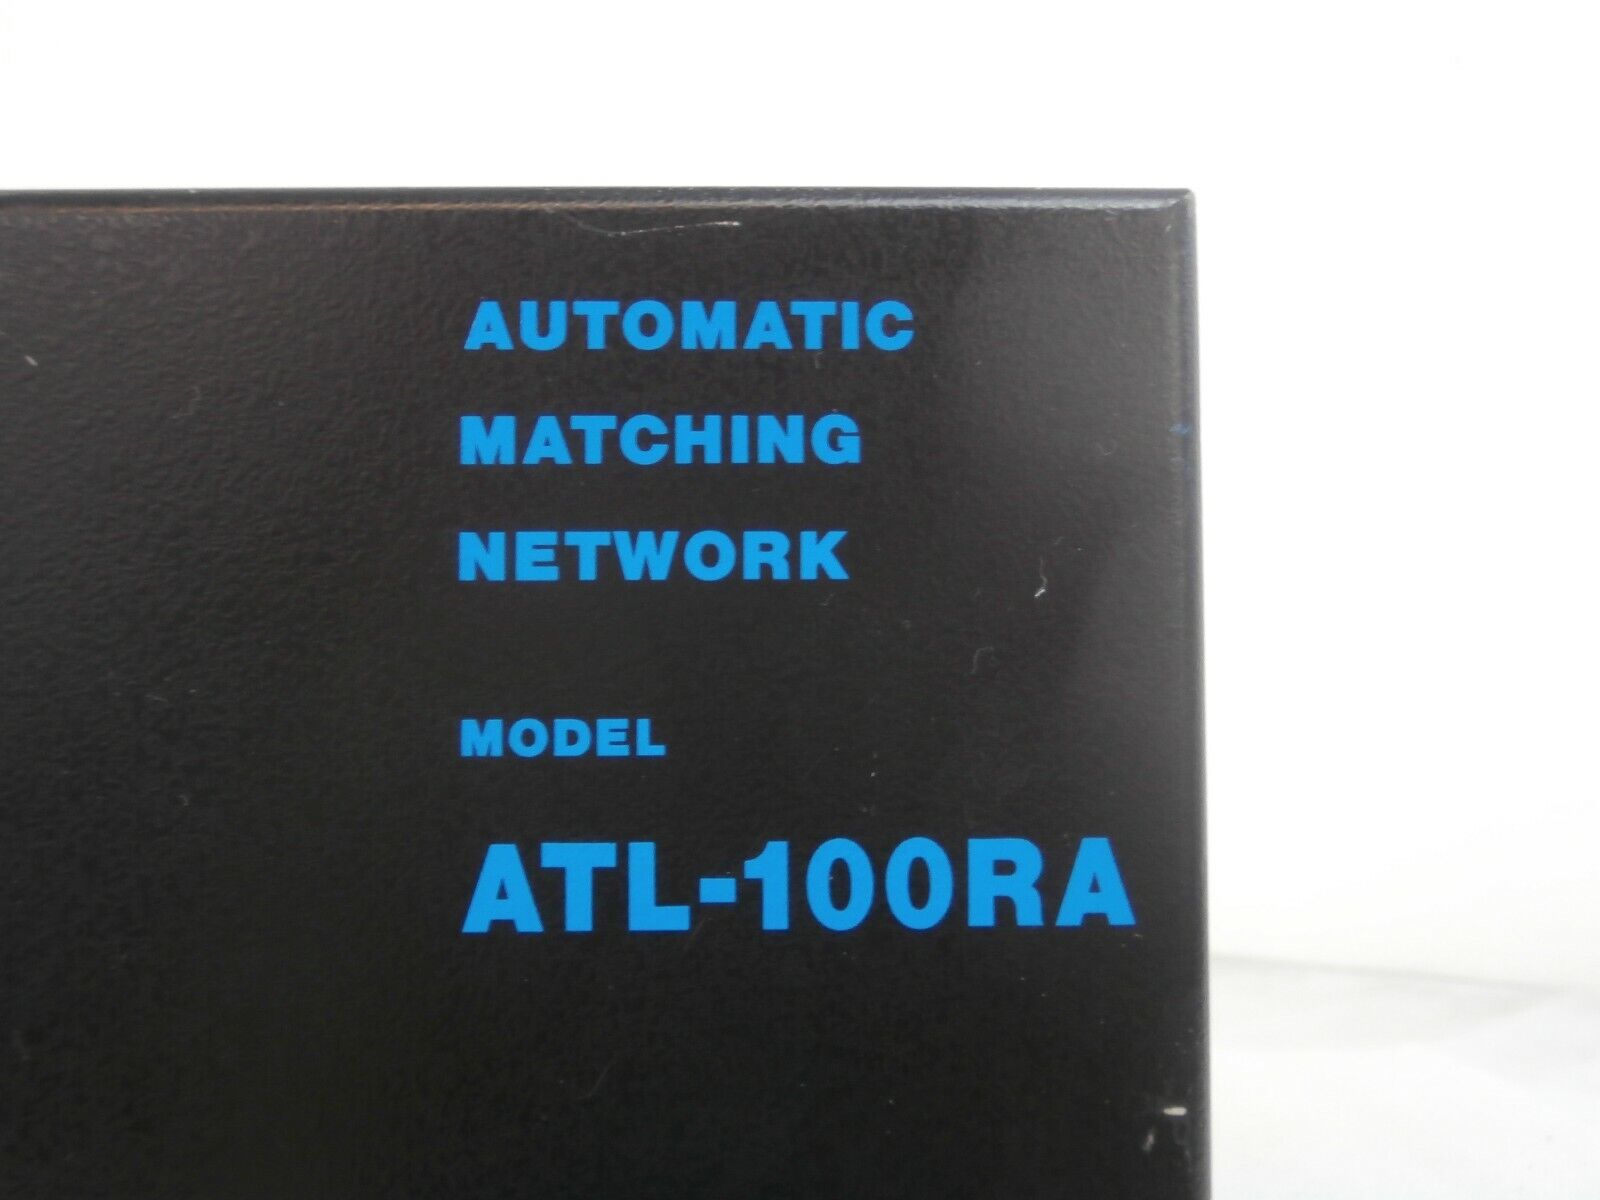 AUTOMATIC
MATCHING
NETWORK
MODEL
ATL-100RA